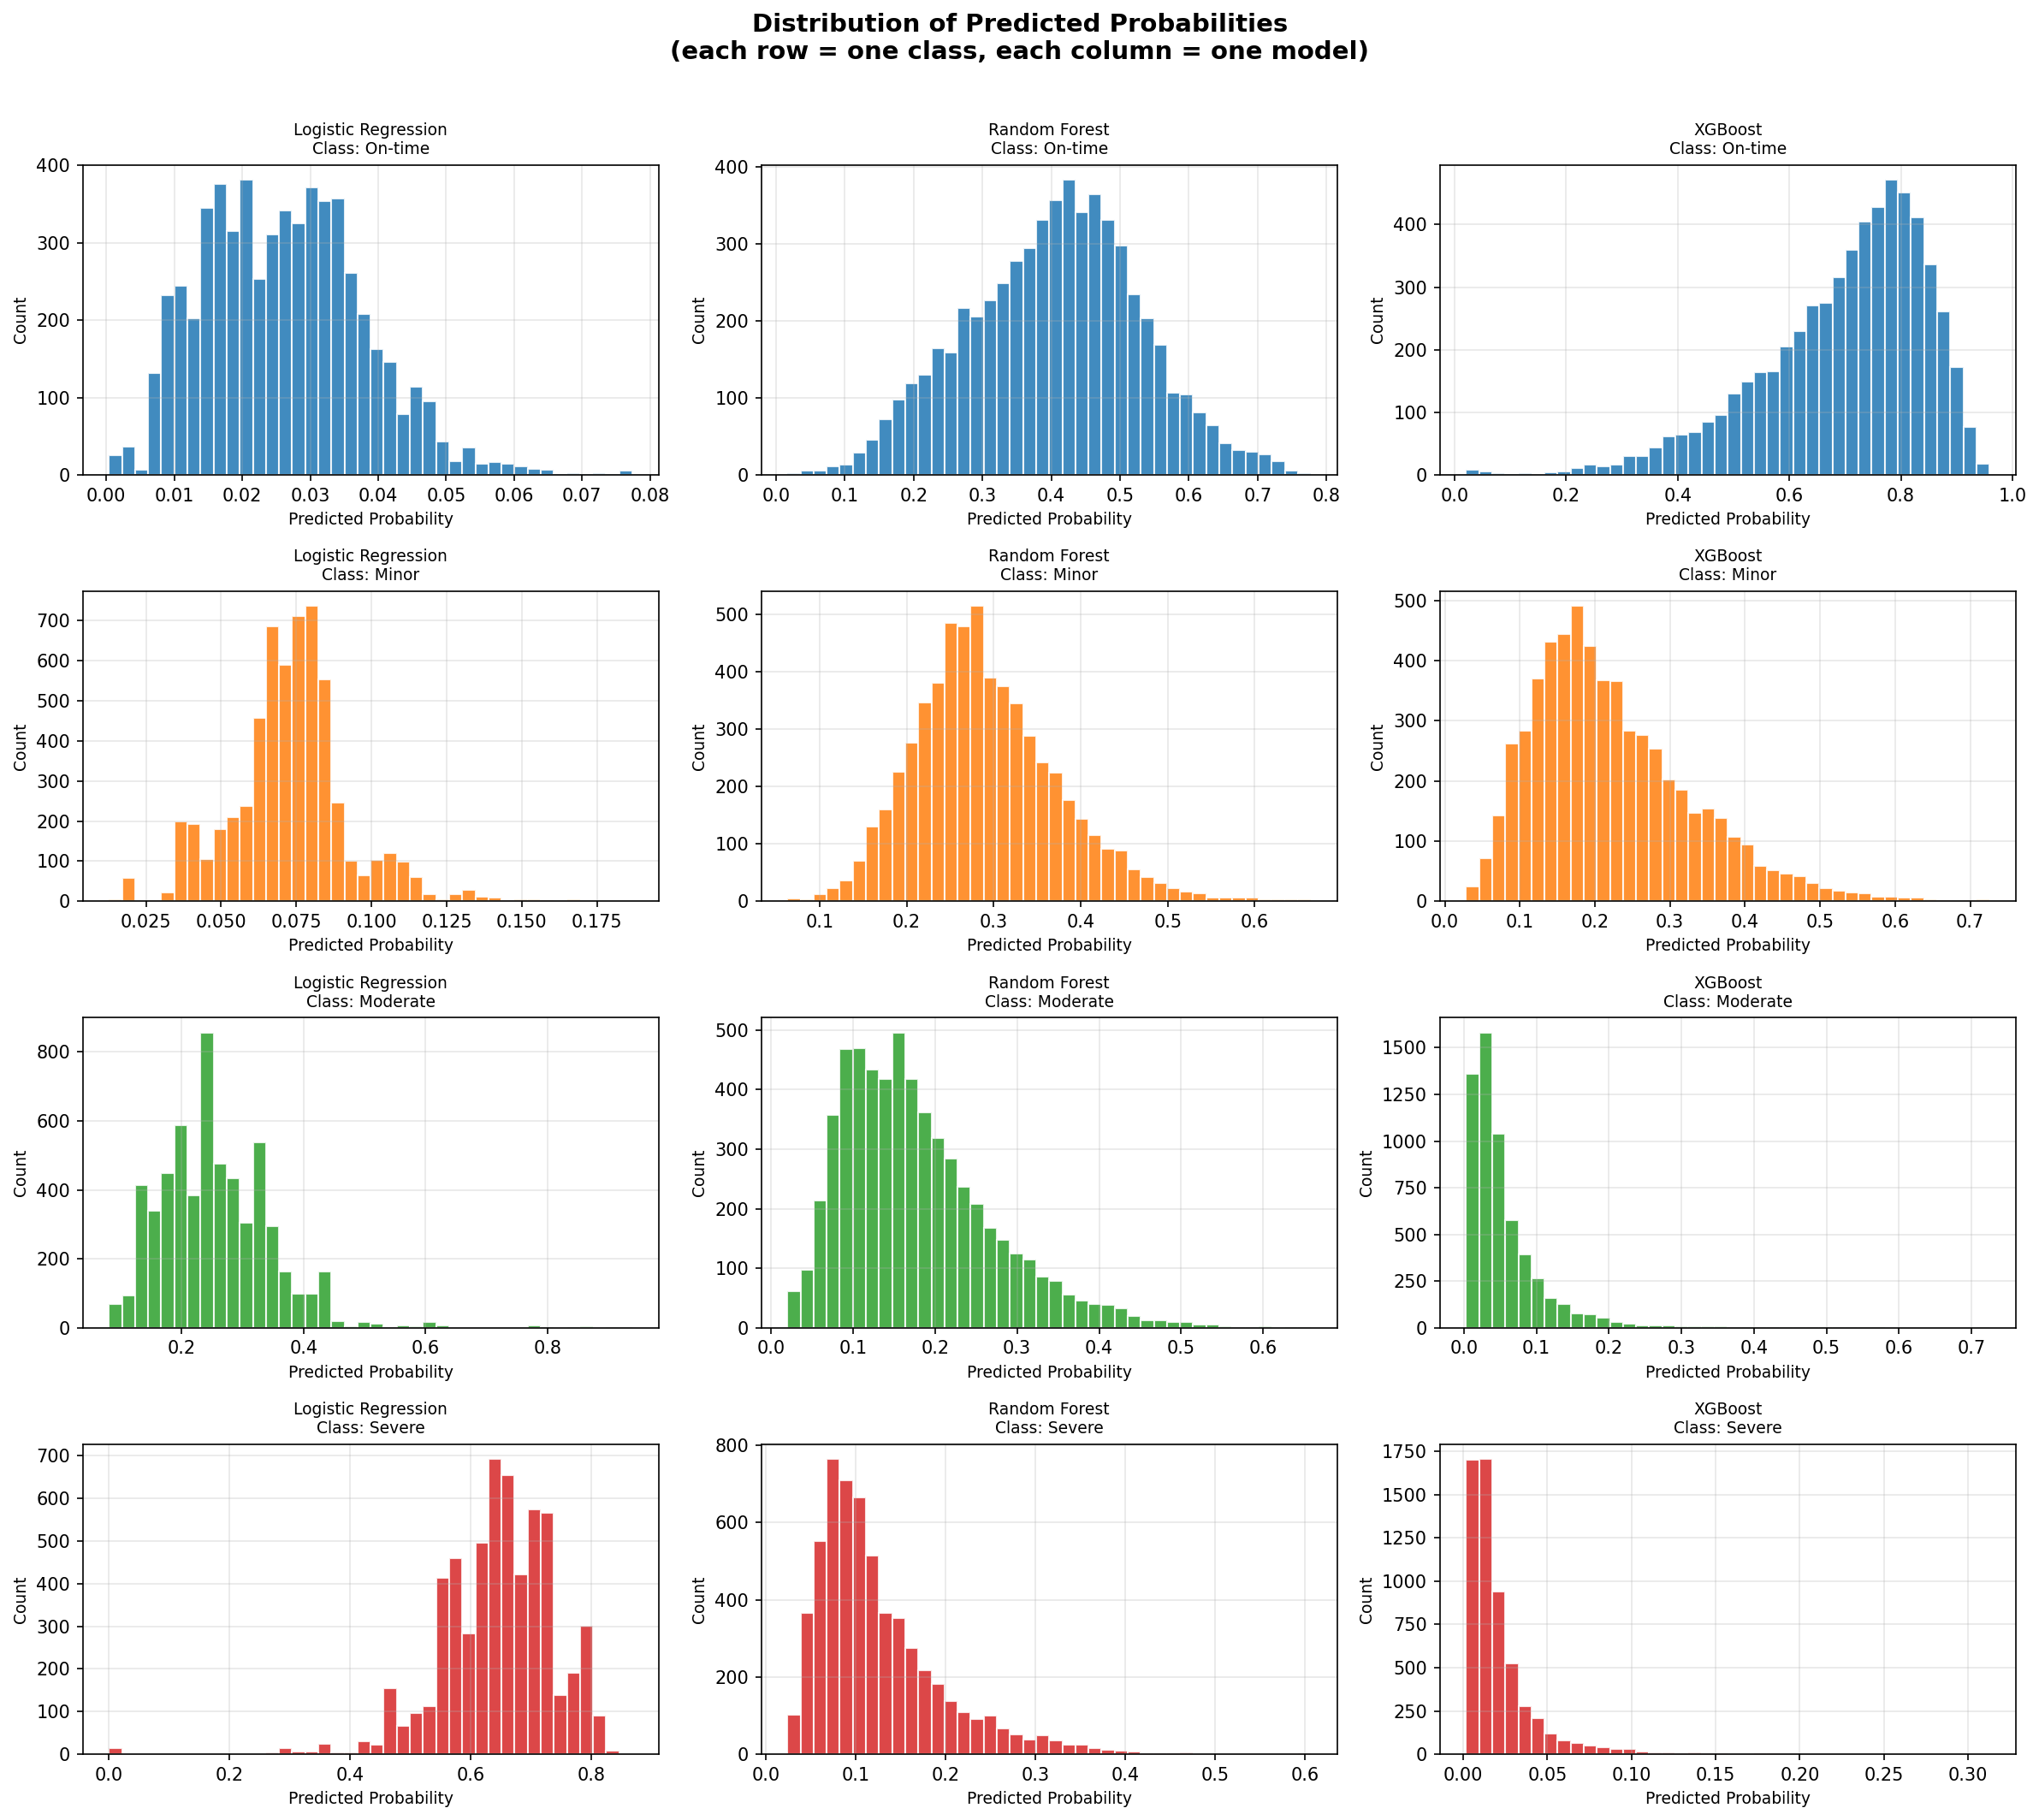 Distribution of Predicted Probabilities
(each row = one class, each column = one model)
Logistic Regression
Class: On-time
Count
400
300
200
100
0
0.00 0.01 0.02 0.03 0.04 0.05 0.06 0.07 0.08
Predicted Probability
Random Forest
Class: On-time
Count
400
300
200
100
0
0.0 0.1 0.2 0.3 0.4 0.5 0.6 0.7 0.8
Predicted Probability
XGBoost
Class: On-time
Count
400
300
200
100
0
0.0 0.2 0.4 0.6 0.8 1.0
Predicted Probability
Logistic Regression
Class: Minor
Count
700
600
500
400
300
200
100
0
0.025 0.050 0.075 0.100 0.125 0.150 0.175
Predicted Probability
Random Forest
Class: Minor
Count
500
400
300
200
100
0
0.1 0.2 0.3 0.4 0.5 0.6
Predicted Probability
XGBoost
Class: Minor
Count
500
400
300
200
100
0
0.0 0.1 0.2 0.3 0.4 0.5 0.6 0.7
Predicted Probability
Logistic Regression
Class: Moderate
Count
800
600
400
200
0
0.2 0.4 0.6 0.8
Predicted Probability
Random Forest
Class: Moderate
Count
500
400
300
200
100
0
0.0 0.1 0.2 0.3 0.4 0.5 0.6
Predicted Probability
XGBoost
Class: Moderate
Count
1500
1250
1000
750
500
250
0
0.0 0.1 0.2 0.3 0.4 0.5 0.6 0.7
Predicted Probability
Logistic Regression
Class: Severe
Count
700
600
500
400
300
200
100
0
0.0 0.2 0.4 0.6 0.8
Predicted Probability
Random Forest
Class: Severe
Count
800
600
400
200
0
0.0 0.1 0.2 0.3 0.4 0.5 0.6
Predicted Probability
XGBoost
Class: Severe
Count
1750
1500
1250
1000
750
500
250
0
0.00 0.05 0.10 0.15 0.20 0.25 0.30
Predicted Probability